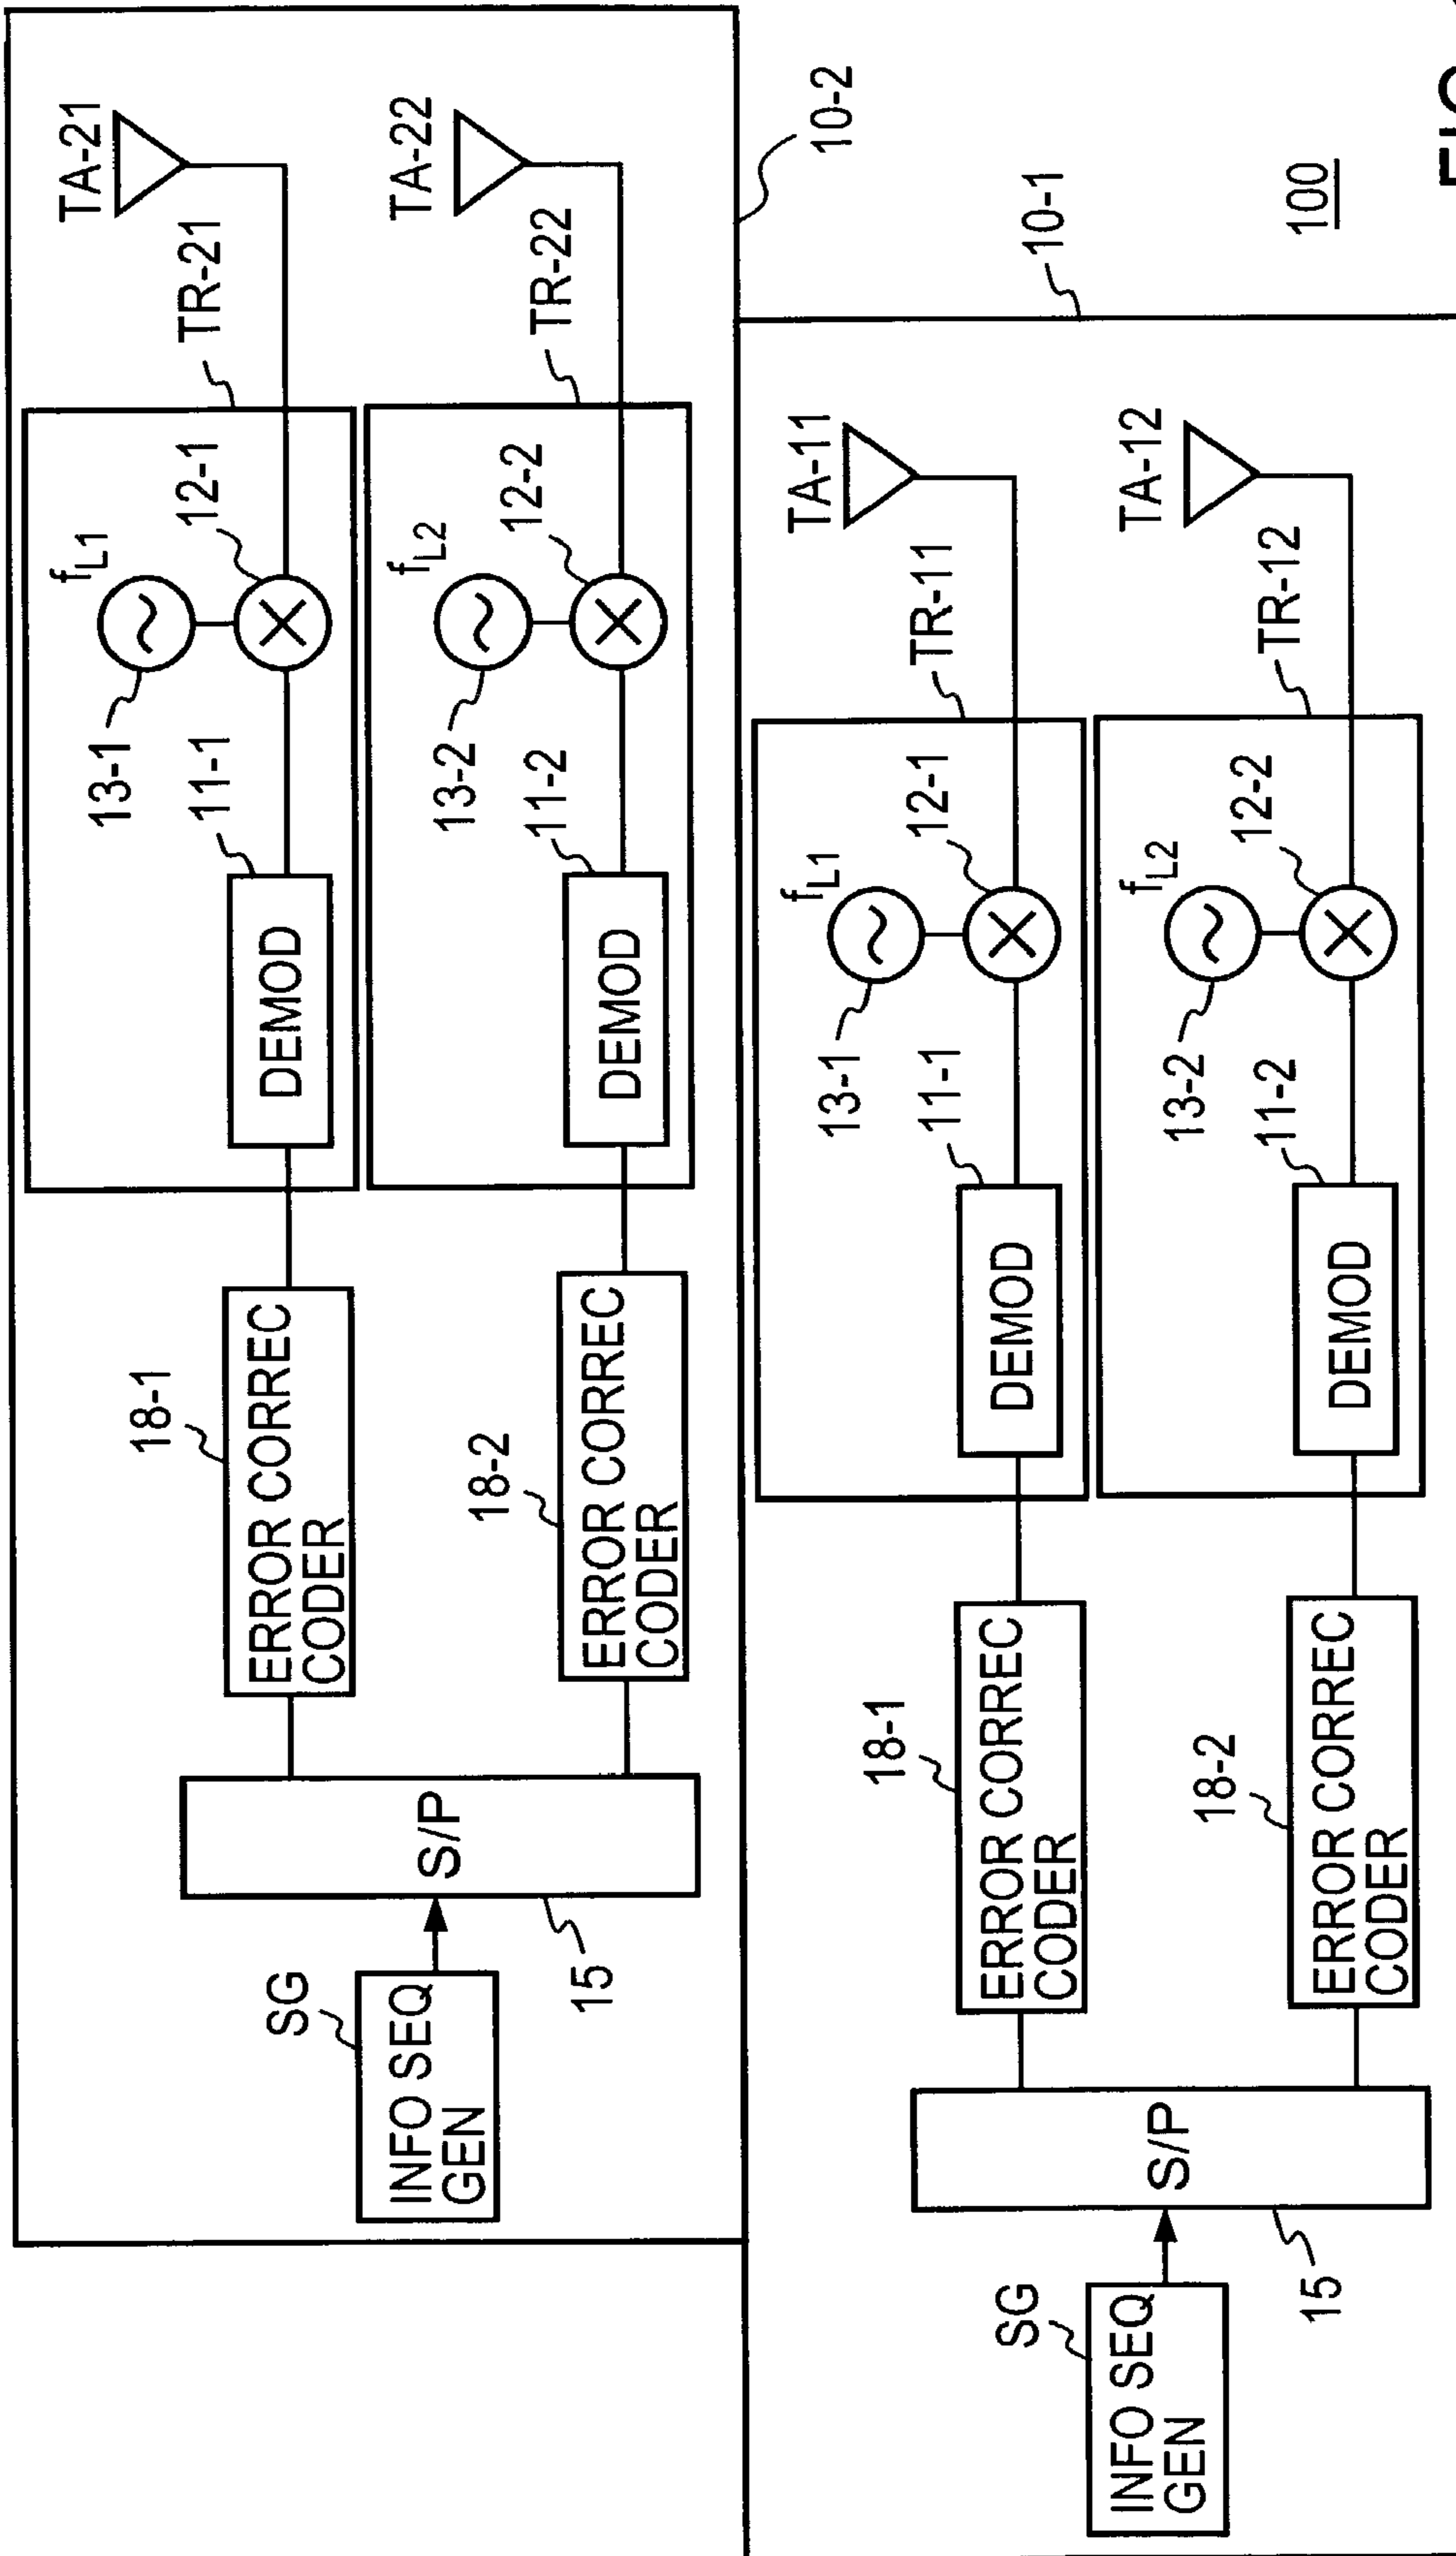 TA-21
TR-21
f L1
12-1
13-1
11-1
DEMOD
18-1
ERROR CORREC
CODER
TA-22
TR-22
f L2
12-2
13-2
11-2
DEMOD
18-2
ERROR CORREC
CODER
S/P
15
SG
INFO SEQ
GEN
10-2
TA-11
TR-11
f L1
12-1
13-1
11-1
DEMOD
18-1
ERROR CORREC
CODER
TA-12
TR-12
f L2
12-2
13-2
11-2
DEMOD
18-2
ERROR CORREC
CODER
S/P
15
SG
INFO SEQ
GEN
10-1
100